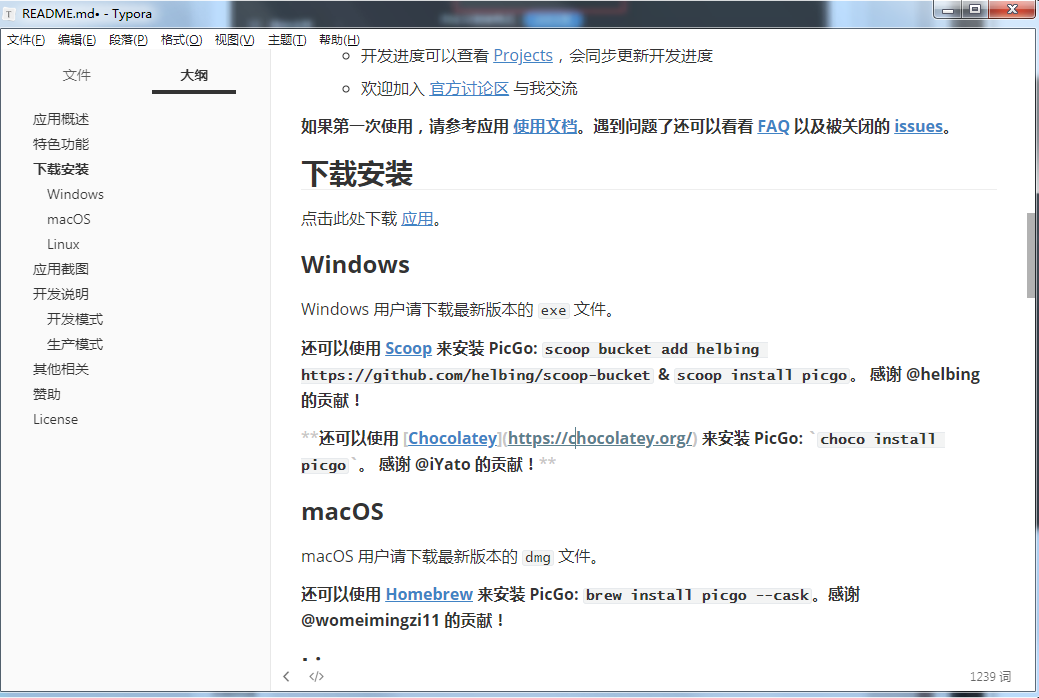 README.md• - Typora
文件(F) 编辑(E) 段落(P) 格式(O) 视图(V) 主题(T) 帮助(H)
文件 大纲
应用概述
特色功能
下载安装
Windows
macOS
Linux
应用截图
开发说明
开发模式
生产模式
其他相关
赞助
License
开发进度可以查看 Projects，会同步更新开发进度
欢迎加入 官方讨论区 与我交流
如果第一次使用，请参考应用 使用文档。遇到问题了还可以看看 FAQ 以及被关闭的 issues。
下载安装
点击此处下载 应用。
Windows
Windows 用户请下载最新版本的 exe 文件。
还可以使用 Scoop 来安装 PicGo: scoop bucket add helbing
https://github.com/helbing/scoop-bucket & scoop install picgo。 感谢 @helbing
的贡献！
**还可以使用 [Chocolatey](https://chocolatey.org/) 来安装 PicGo: `choco install
picgo`。 感谢 @iYato 的贡献！**
macOS
macOS 用户请下载最新版本的 dmg 文件。
还可以使用 Homebrew 来安装 PicGo: brew install picgo --cask。感谢
@womeimingzi11 的贡献！
1239 词